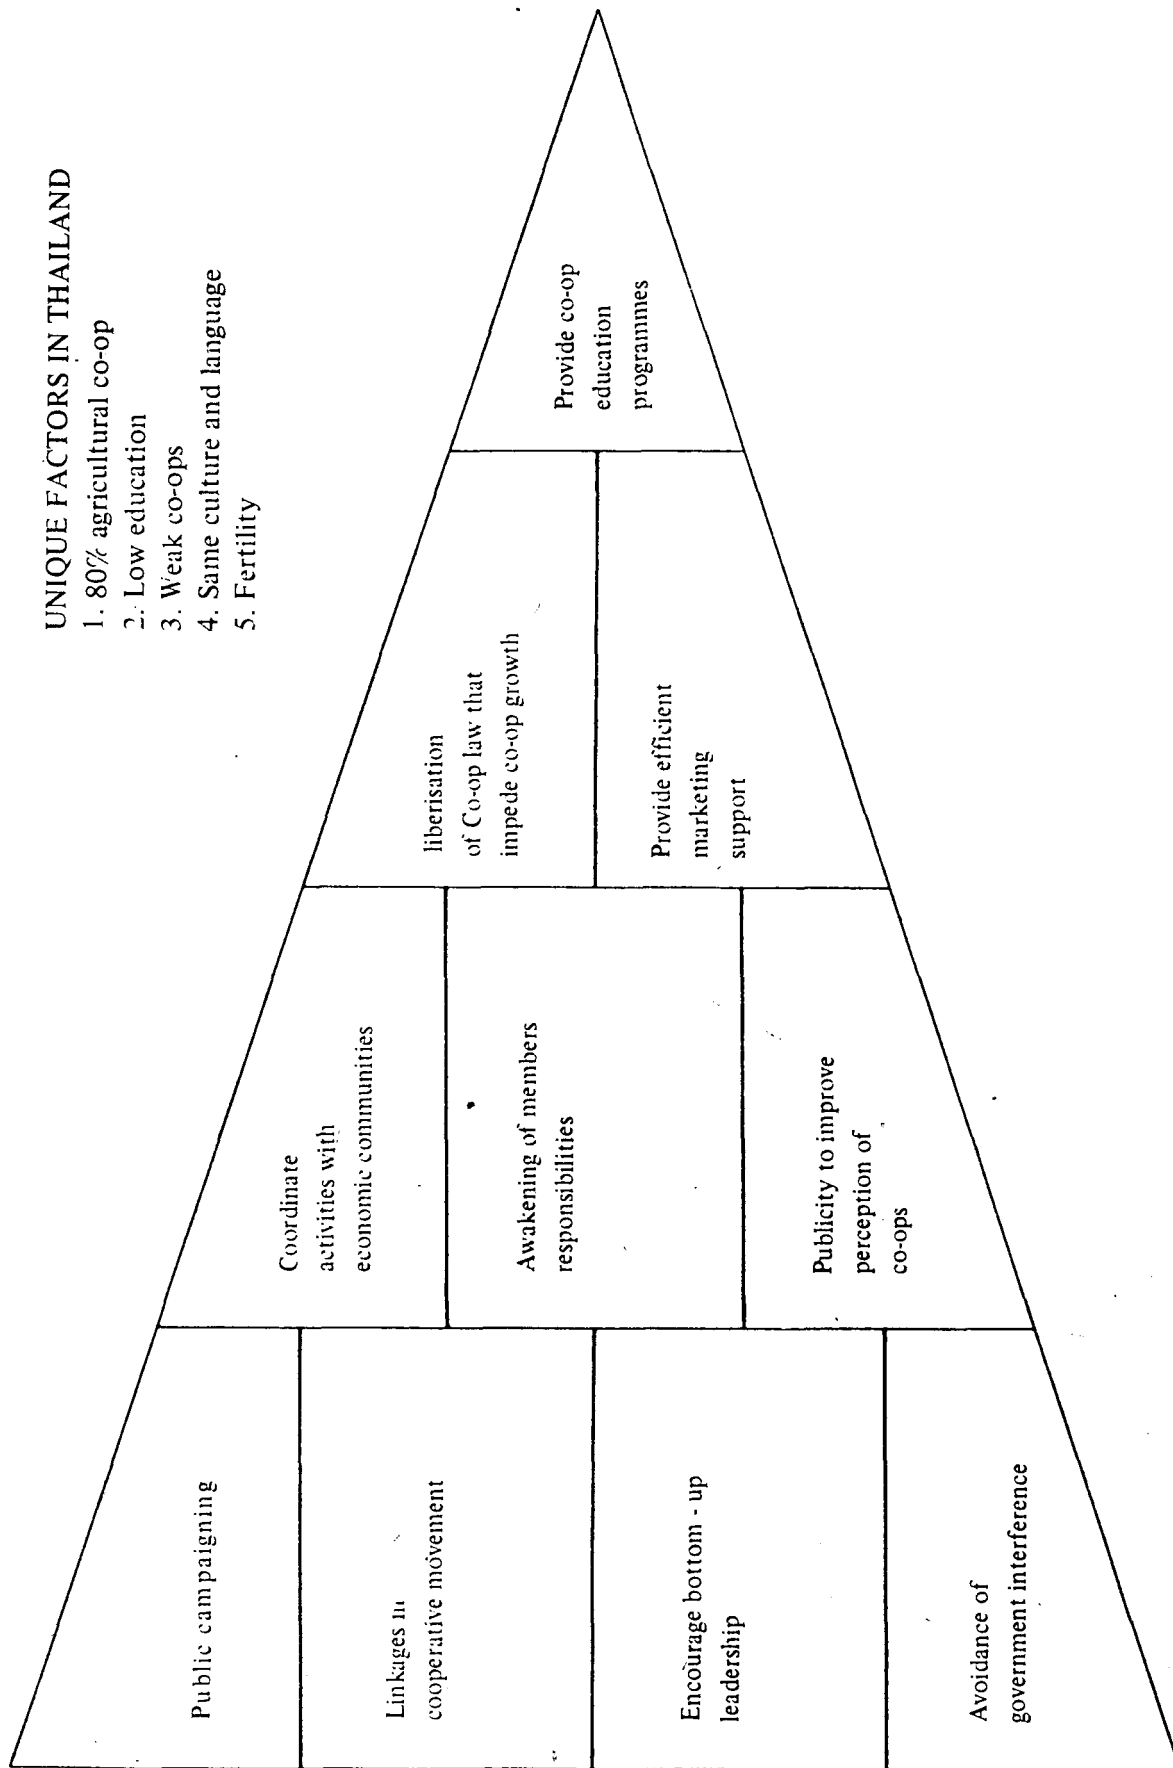 UNIQUE FACTORS IN THAILAND
1. 80% agricultural co-op
2. Low education
3. Weak co-ops
4. Same culture and language
5. Fertility
Provide co-op
education
programmes
liberisation
of Co-op law that
impede co-op growth
Provide efficient
marketing
support
Coordinate
activities with
economic communities
Awakening of members
responsibilities
Publicity to improve
perception of
co-ops
Public campaigning
Linkages in
cooperative movement
Encourage bottom - up
leadership
Avoidance of
government interference